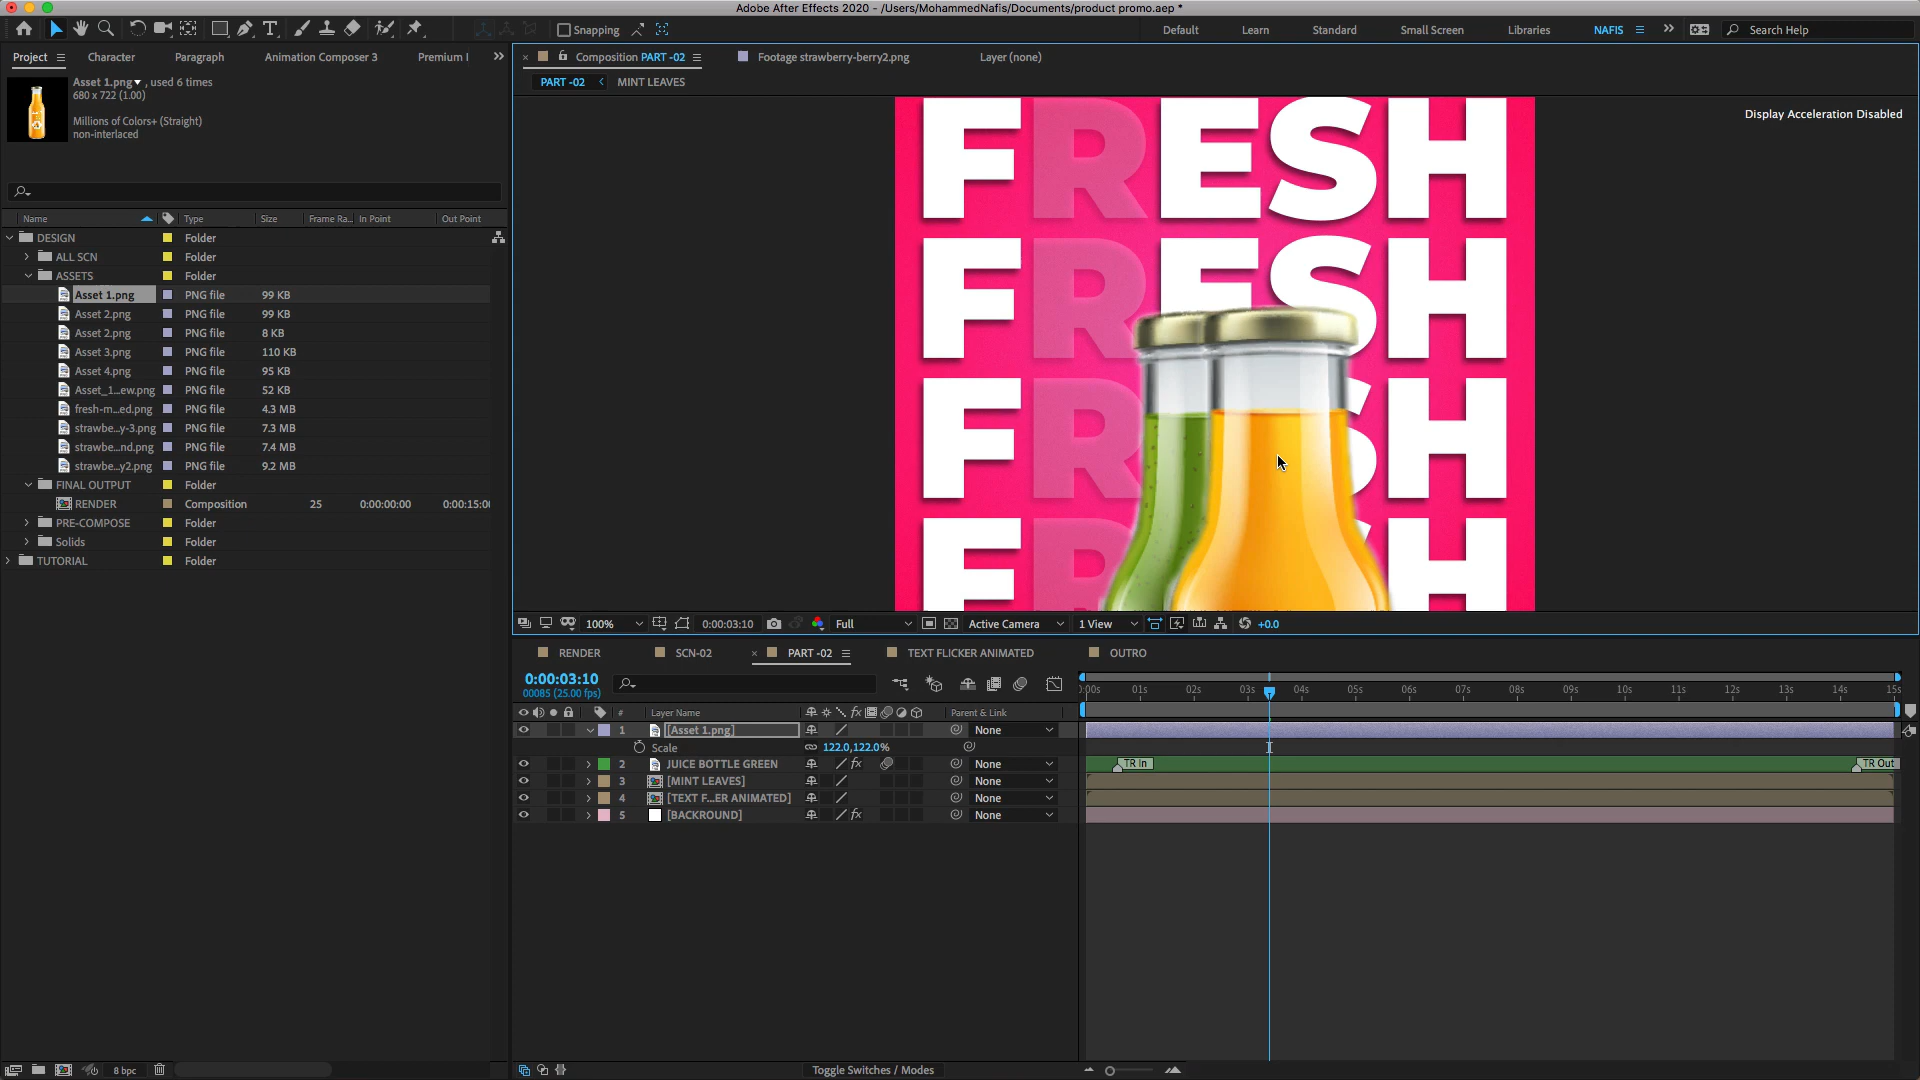 Adobe After Effects 2020 - /Users/MohammedNafis/Documents/product promo.aep *
Snapping
Default
Learn
Standard
Small Screen
Libraries
NAFIS
Search Help
Project
Character
Paragraph
Animation Composer 3
Premium I
Composition PART -02
Footage strawberry-berry2.png
Layer (none)
PART -02
MINT LEAVES
Asset 1.png, used 6 times
680 x 722 (1.00)
Millions of Colors+ (Straight)
non-interlaced
Display Acceleration Disabled
FRESH
FRESH
FRESH
FRESH
Name Type Size Frame Ra... In Point Out Point
DESIGN Folder
ALL SCN Folder
ASSETS Folder
Asset 1.png PNG file 99 KB
Asset 2.png PNG file 99 KB
Asset 2.png PNG file 8 KB
Asset 3.png PNG file 110 KB
Asset 4.png PNG file 95 KB
Asset_1...ew.png PNG file 52 KB
fresh-m...ed.png PNG file 4.3 MB
strawbe...y-3.png PNG file 7.3 MB
strawbe...nd.png PNG file 7.4 MB
strawbe...y2.png PNG file 9.2 MB
FINAL OUTPUT Folder
RENDER Composition 25 0:00:00:00 0:00:15:00
PRE-COMPOSE Folder
Solids Folder
TUTORIAL Folder
100% 0:00:03:10 Full Active Camera 1 View +0.0
RENDER SCN-02 PART -02 TEXT FLICKER ANIMATED OUTRO
0:00:03:10
00085 (25.00 fps)
:00s 01s 02s 03s 04s 05s 06s 07s 08s 09s 10s 11s 12s 13s 14s 15s
# Layer Name fx Parent & Link
1 [Asset 1.png] None
Scale 122.0,122.0%
2 JUICE BOTTLE GREEN fx None TR In TR Out
3 [MINT LEAVES] None
4 [TEXT F...ER ANIMATED] None
5 [BACKROUND] fx None
8 bpc
Toggle Switches / Modes